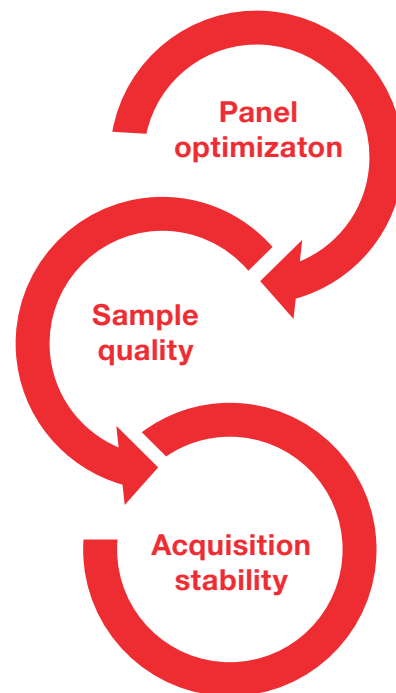 Panel
optimizaton
Sample
quality
Acquisition
stability